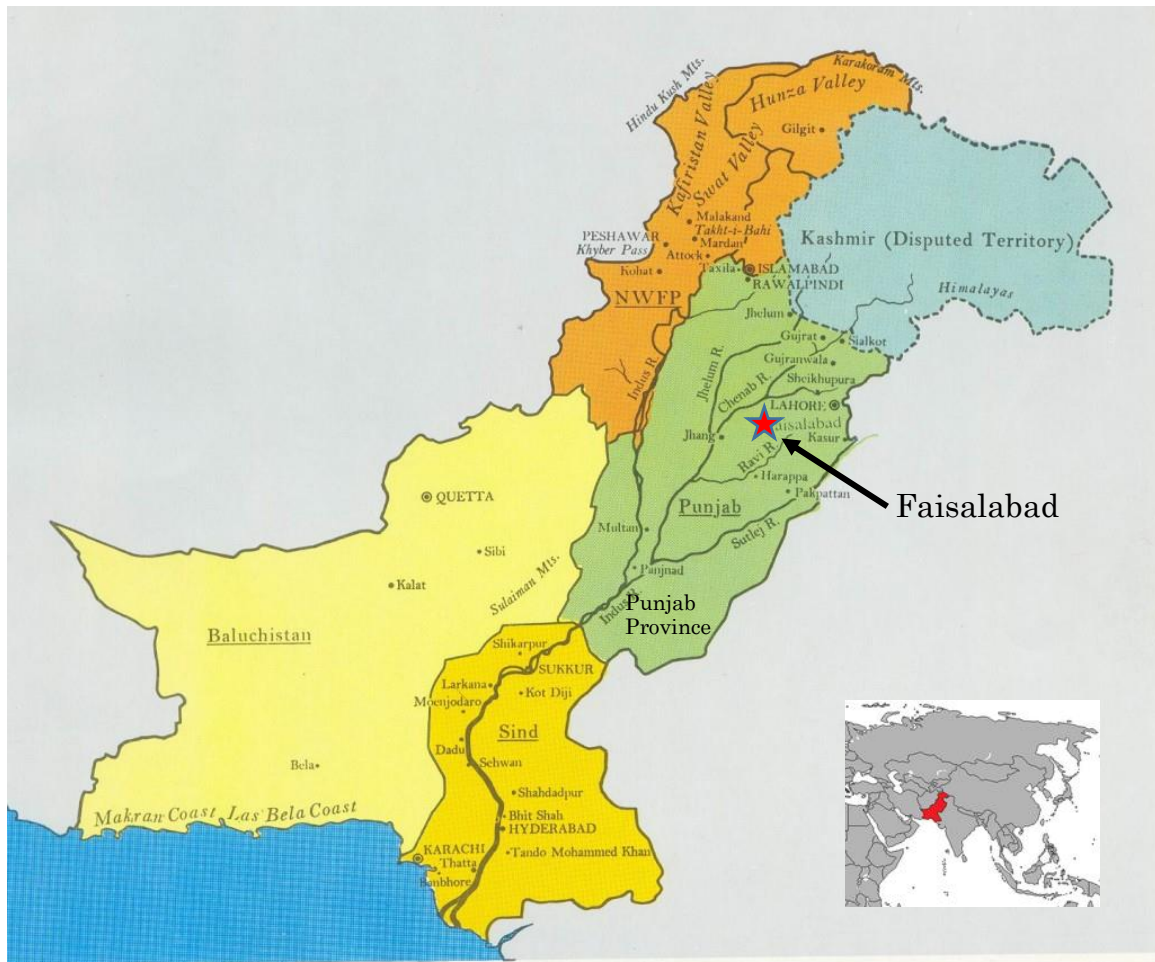 Karakoram Mts.
Hindu Kush Mts.
Hunza Valley
Gilgit
Kafiristan Valley
Swat Valley
Malakand
Takht-i-Bahi
PESHAWAR
Mardan
Khyber Pass
Attock
Kashmir (Disputed Territory)
Kohat
Taxila
ISLAMABAD
RAWALPINDI
Himalayas
NWFP
Jhelum
Gujrat
Sialkot
Jhelum R.
Gujranwala
Indus R.
Chenab R.
Sheikhupura
LAHORE
aisalabad
Jhang
Kasur
Ravi R.
Harappa
Pakpattan
Faisalabad
QUETTA
Punjab
Multan
Sutlej R.
Sibi
Panjnad
Kalat
Sulaiman Mts.
Indus R.
Punjab
Province
Baluchistan
Shikarpur
SUKKUR
Larkana
Kot Diji
Moenjodaro
Sind
Dadu
Sehwan
Bela
Shahdadpur
Makran Coast Las Bela Coast
Bhit Shah
HYDERABAD
KARACHI
Thatta
Tando Mohammed Khan
Banbhore